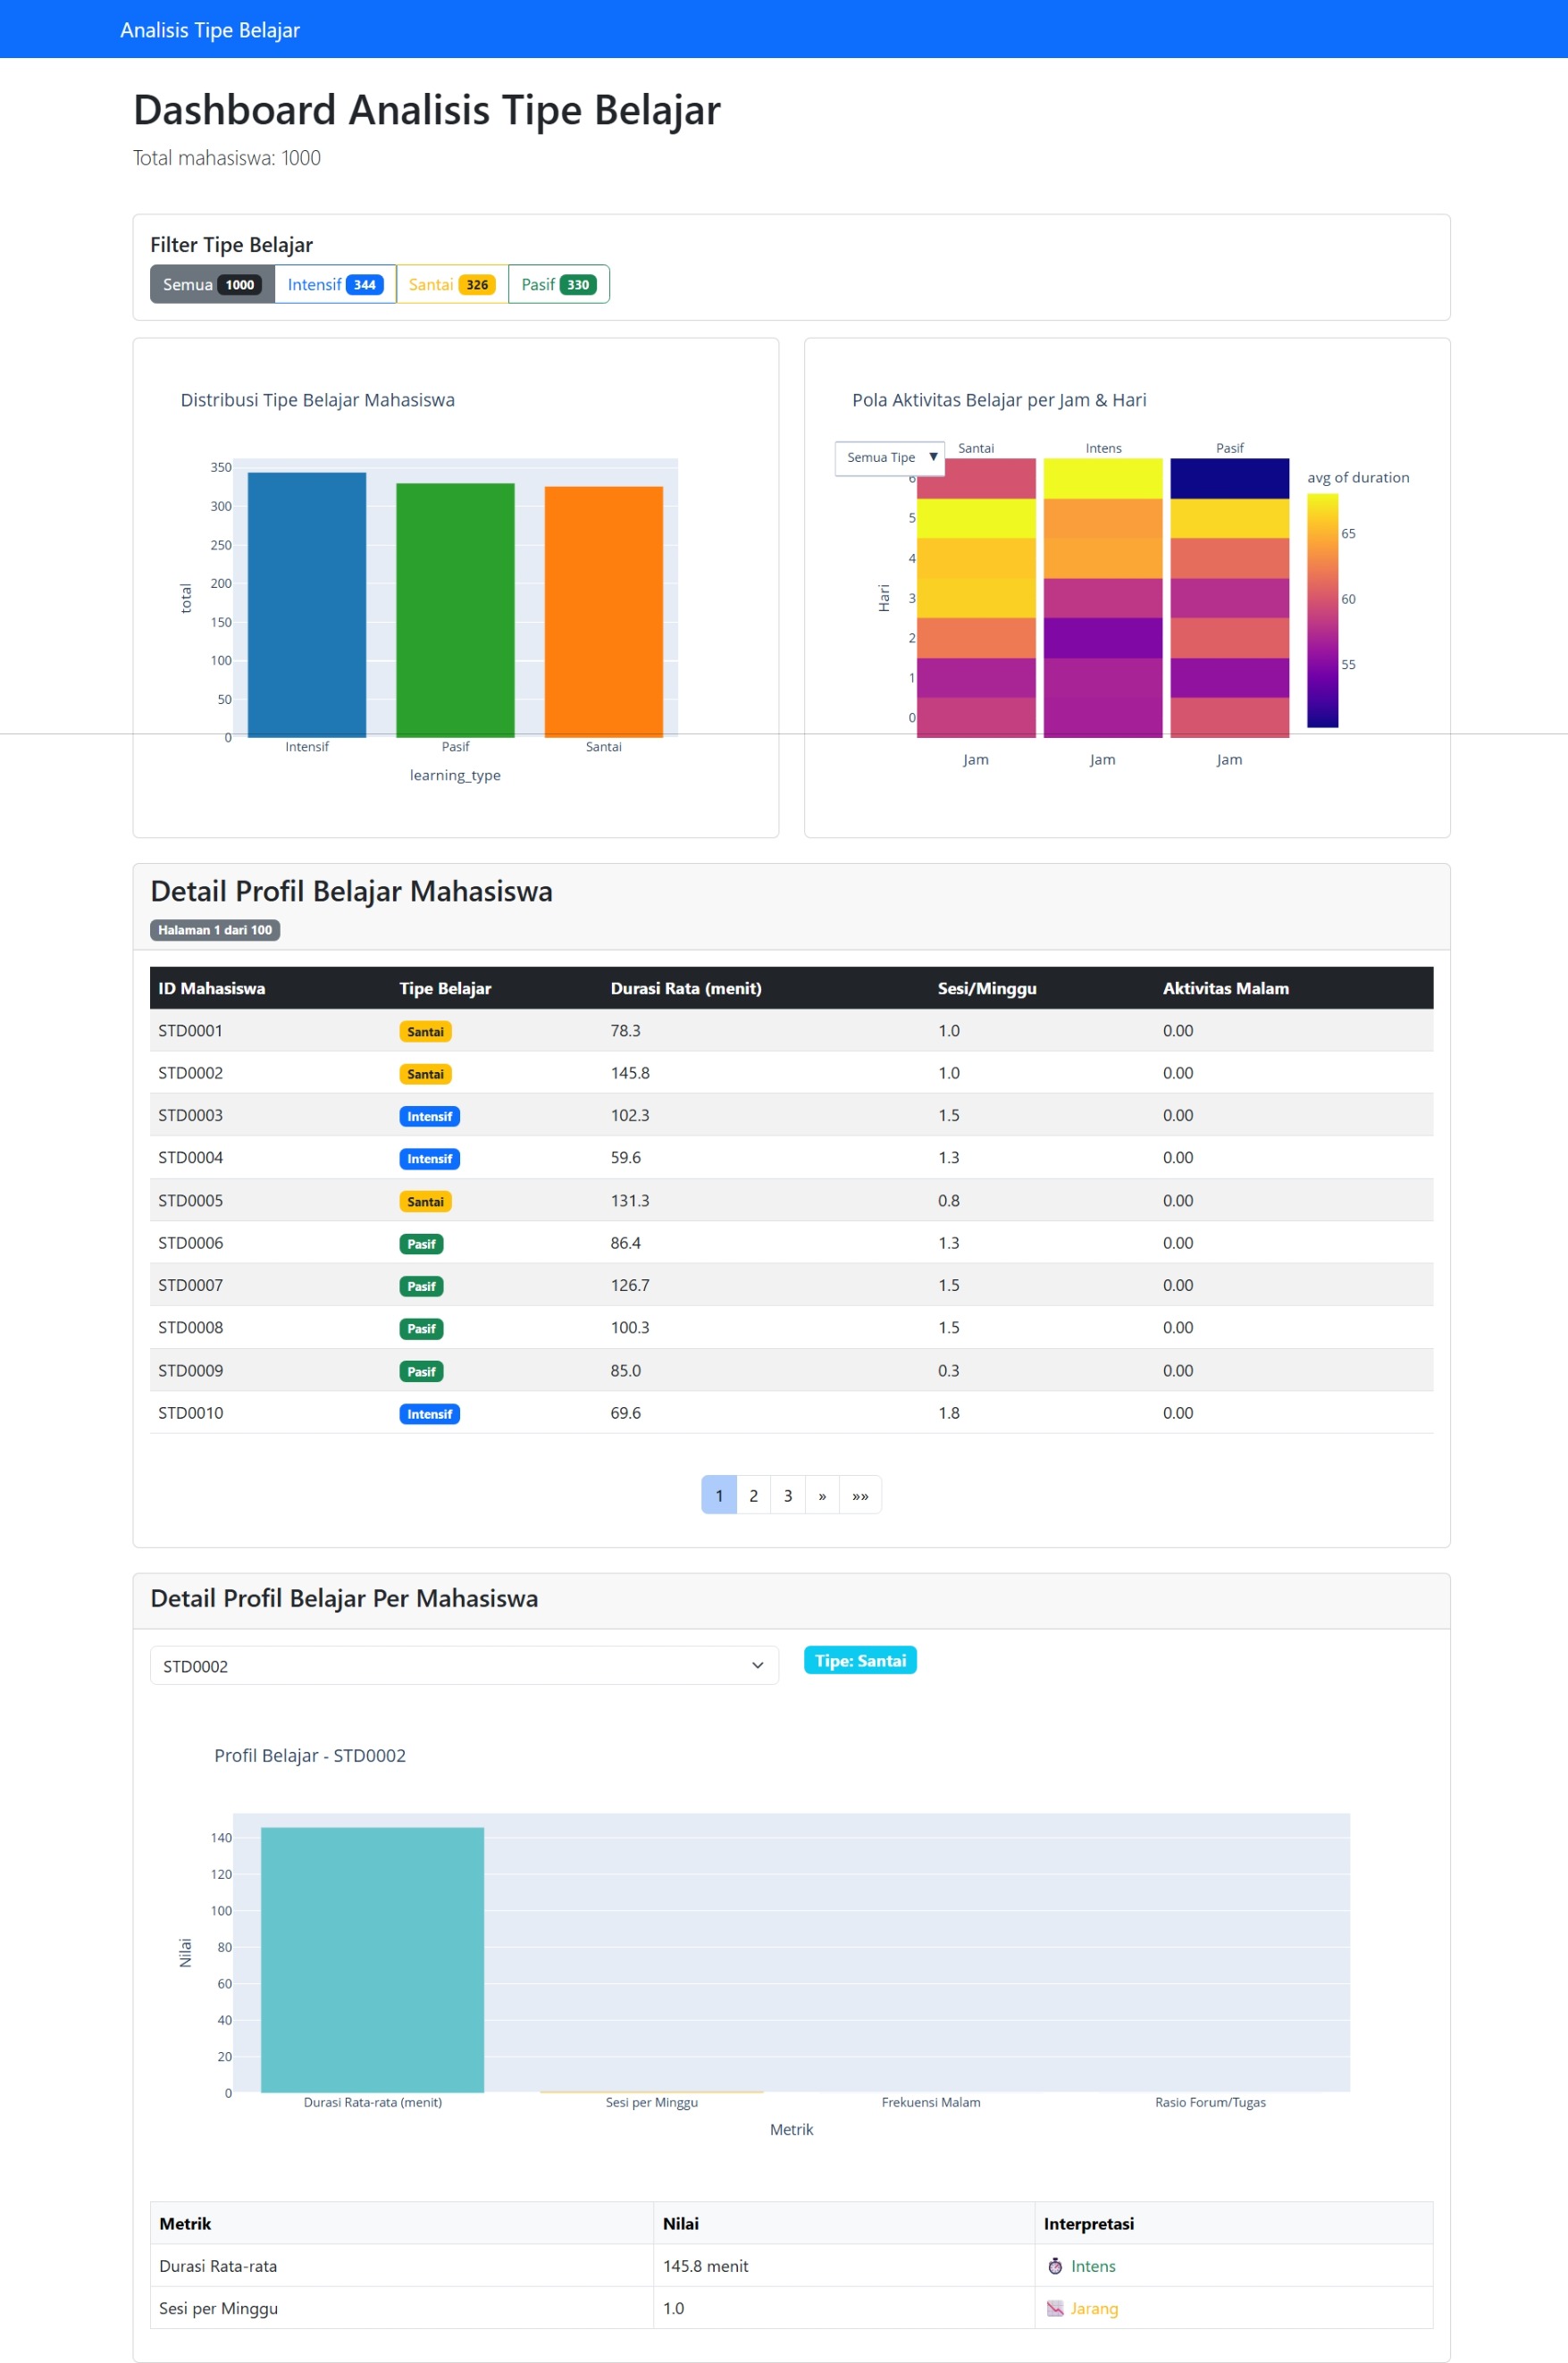 Analisis Tipe Belajar
Dashboard Analisis Tipe Belajar
Total mahasiswa: 1000
Filter Tipe Belajar
Semua 1000 Intensif 344 Santai 326 Pasif 330
Distribusi Tipe Belajar Mahasiswa
350
300
250
200
150
100
50
0
total
Intensif Pasif Santai
learning_type
Pola Aktivitas Belajar per Jam & Hari
Semua Tipe ▼
Santai Intens Pasif
6
5
4
3
2
1
0
Hari
Jam Jam Jam
avg of duration
65
60
55
Detail Profil Belajar Mahasiswa
Halaman 1 dari 100
ID Mahasiswa Tipe Belajar Durasi Rata (menit) Sesi/Minggu Aktivitas Malam
STD0001 Santai 78.3 1.0 0.00
STD0002 Santai 145.8 1.0 0.00
STD0003 Intensif 102.3 1.5 0.00
STD0004 Intensif 59.6 1.3 0.00
STD0005 Santai 131.3 0.8 0.00
STD0006 Pasif 86.4 1.3 0.00
STD0007 Pasif 126.7 1.5 0.00
STD0008 Pasif 100.3 1.5 0.00
STD0009 Pasif 85.0 0.3 0.00
STD0010 Intensif 69.6 1.8 0.00
1 2 3 » »»
Detail Profil Belajar Per Mahasiswa
STD0002
Tipe: Santai
Profil Belajar - STD0002
140
120
100
80
60
40
20
0
Nilai
Durasi Rata-rata (menit) Sesi per Minggu Frekuensi Malam Rasio Forum/Tugas
Metrik
Metrik Nilai Interpretasi
Durasi Rata-rata 145.8 menit Intens
Sesi per Minggu 1.0 Jarang